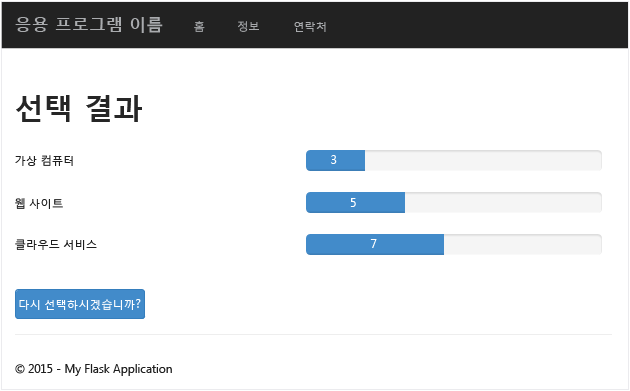 응용 프로그램 이름 홈 정보 연락처
선택 결과
가상 컴퓨터 3
웹 사이트 5
클라우드 서비스 7
다시 선택하시겠습니까?
© 2015 - My Flask Application